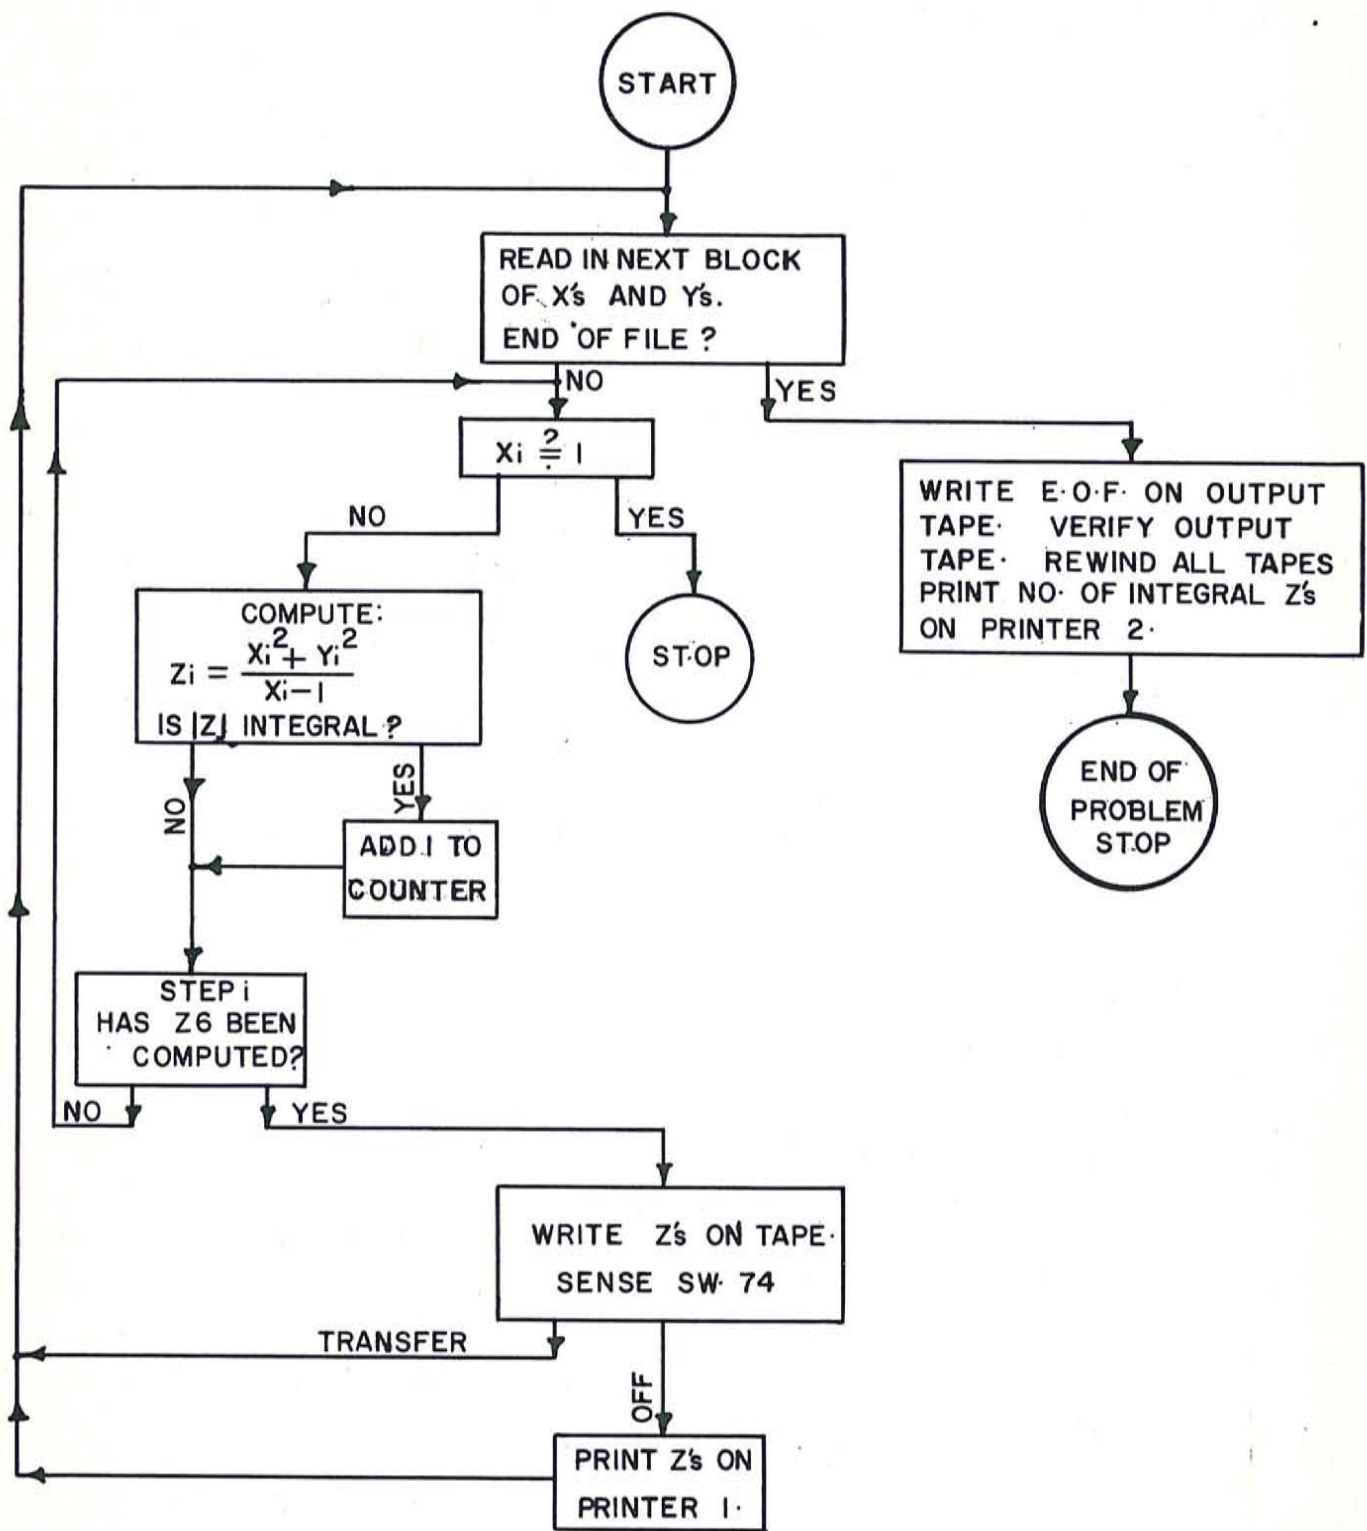 START
READ IN NEXT BLOCK
OF X's AND Y's.
END OF FILE ?
NO
YES
Xi ≟ 1
NO
YES
WRITE E.O.F. ON OUTPUT
TAPE. VERIFY OUTPUT
TAPE. REWIND ALL TAPES
PRINT NO. OF INTEGRAL Z's
ON PRINTER 2.
COMPUTE:
Zi = (Xi² + Yi²) / (Xi - 1)
IS |Z| INTEGRAL ?
STOP
END OF
PROBLEM
STOP
NO
YES
ADD 1 TO
COUNTER
STEP i
HAS Z6 BEEN
COMPUTED?
NO
YES
WRITE Z's ON TAPE.
SENSE SW. 74
TRANSFER
OFF
PRINT Z's ON
PRINTER 1.